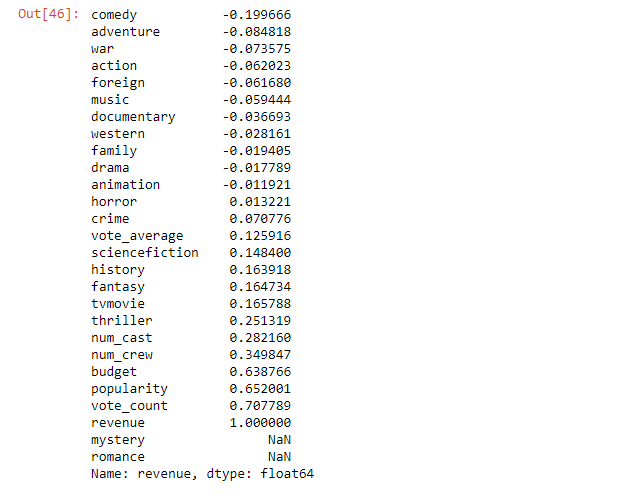 Out[46]: comedy -0.199666
adventure -0.084818
war -0.073575
action -0.062023
foreign -0.061680
music -0.059444
documentary -0.036693
western -0.028161
family -0.019405
drama -0.017789
animation -0.011921
horror 0.013221
crime 0.070776
vote_average 0.125916
sciencefiction 0.148400
history 0.163918
fantasy 0.164734
tvmovie 0.165788
thriller 0.251319
num_cast 0.282160
num_crew 0.349847
budget 0.638766
popularity 0.652001
vote_count 0.707789
revenue 1.000000
mystery NaN
romance NaN
Name: revenue, dtype: float64